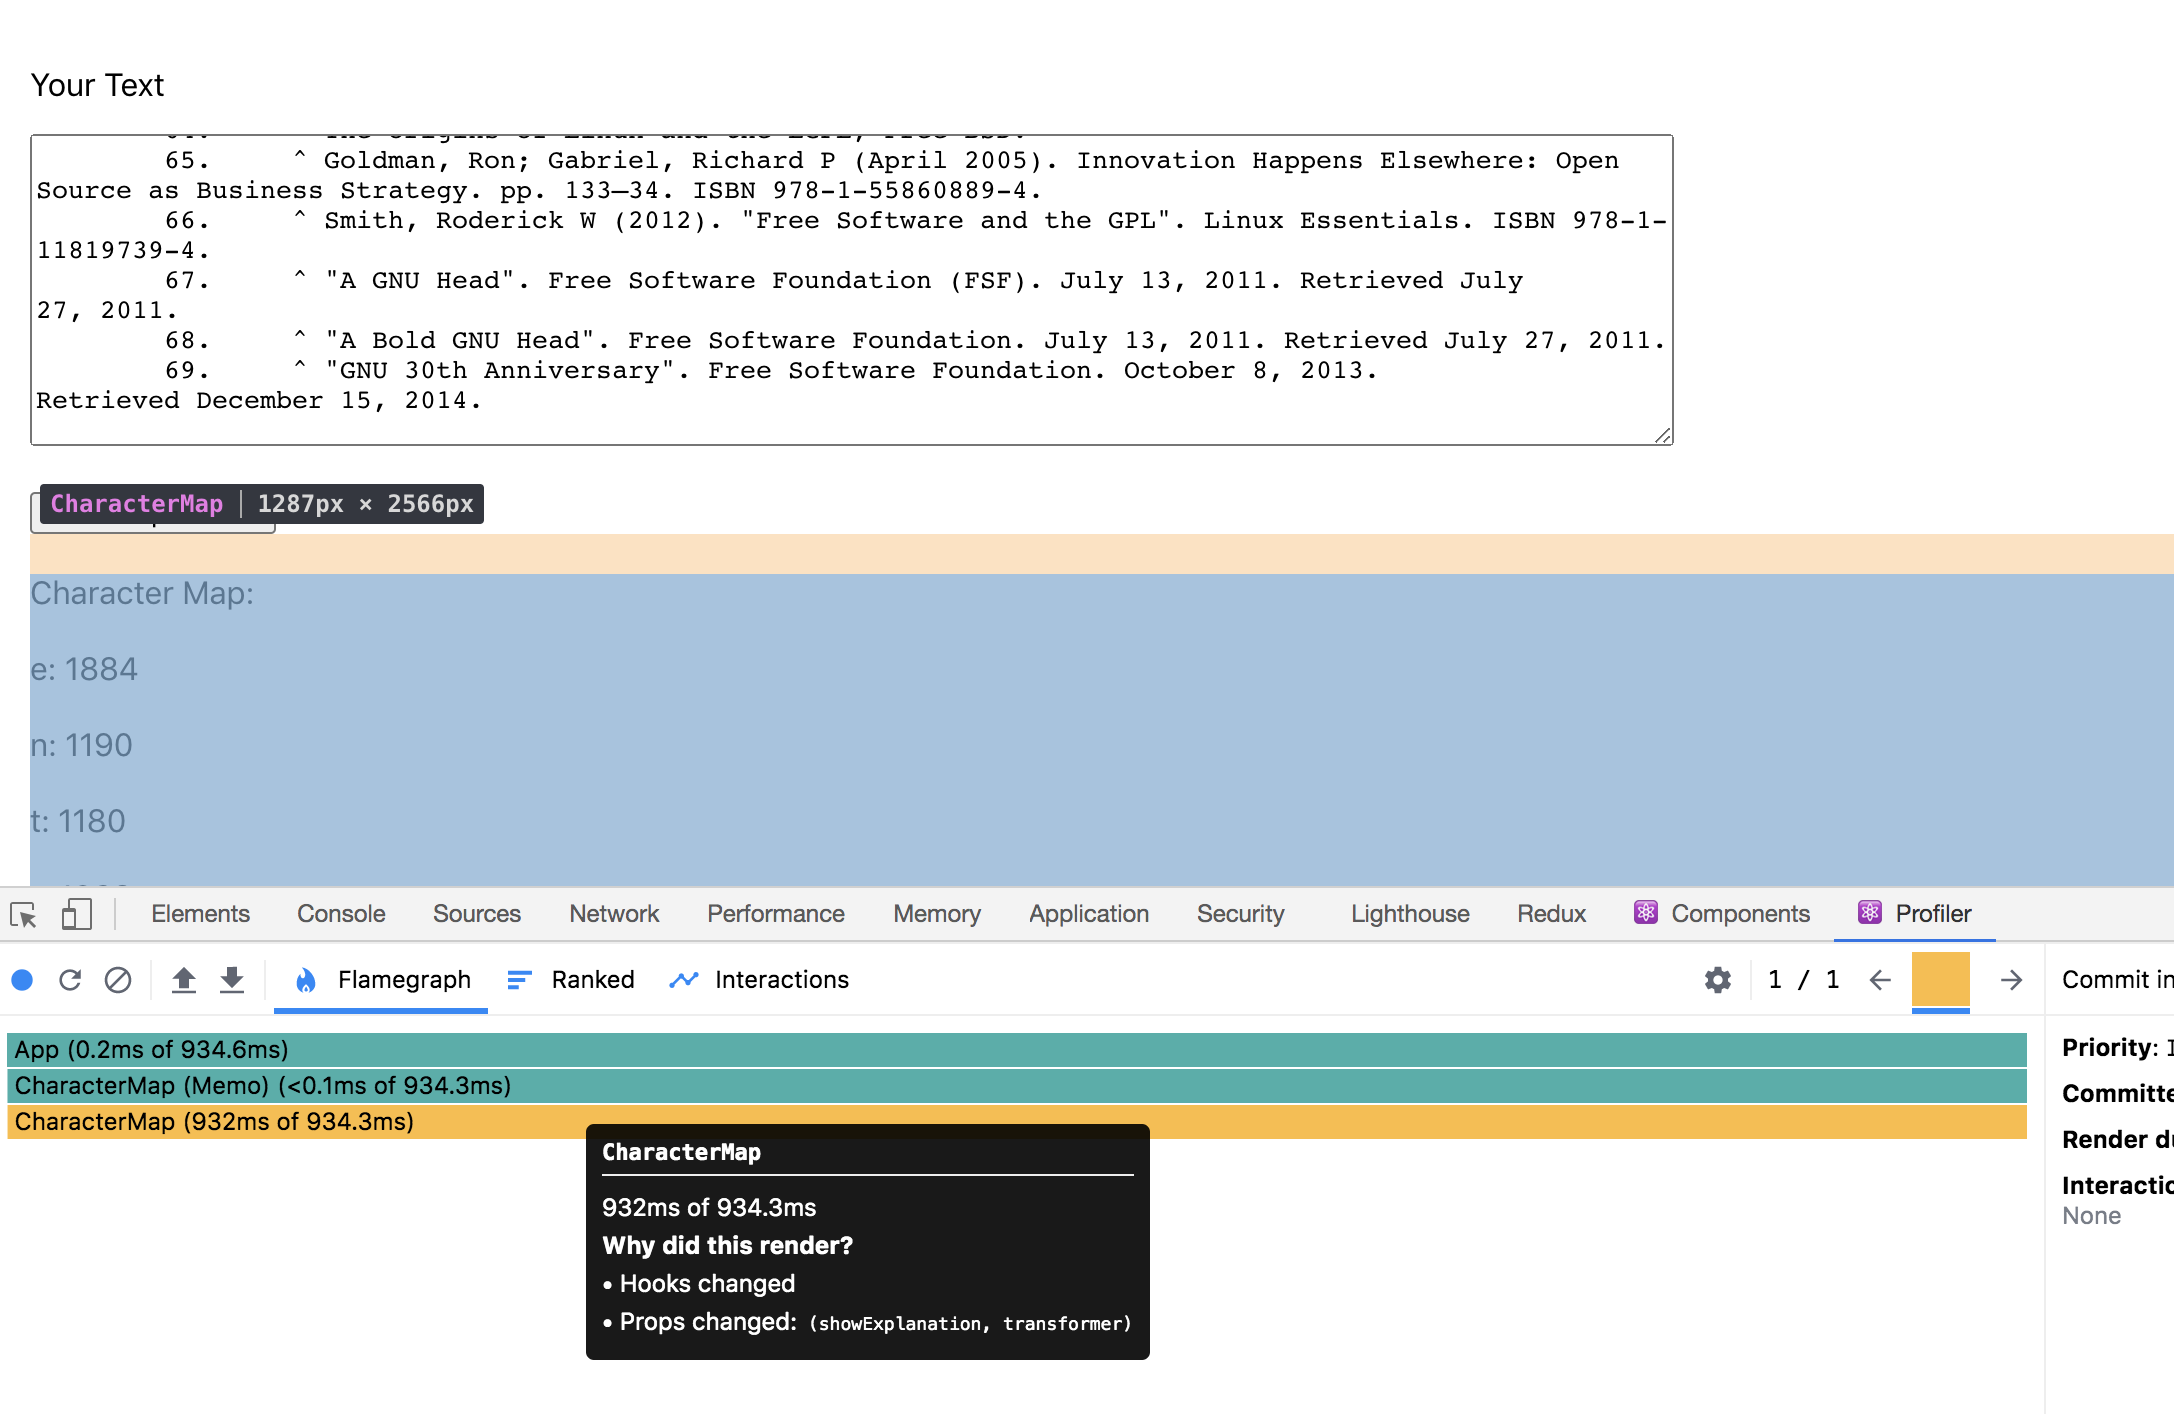 Your Text
65. ^ Goldman, Ron; Gabriel, Richard P (April 2005). Innovation Happens Elsewhere: Open
Source as Business Strategy. pp. 133–34. ISBN 978-1-55860889-4.
66. ^ Smith, Roderick W (2012). "Free Software and the GPL". Linux Essentials. ISBN 978-1-
11819739-4.
67. ^ "A GNU Head". Free Software Foundation (FSF). July 13, 2011. Retrieved July
27, 2011.
68. ^ "A Bold GNU Head". Free Software Foundation. July 13, 2011. Retrieved July 27, 2011.
69. ^ "GNU 30th Anniversary". Free Software Foundation. October 8, 2013.
Retrieved December 15, 2014.
CharacterMap | 1287px × 2566px
Character Map:
e: 1884
n: 1190
t: 1180
Elements Console Sources Network Performance Memory Application Security Lighthouse Redux Components Profiler
Flamegraph Ranked Interactions 1 / 1 Commit in
App (0.2ms of 934.6ms)
CharacterMap (Memo) (<0.1ms of 934.3ms)
CharacterMap (932ms of 934.3ms)
CharacterMap
932ms of 934.3ms
Why did this render?
• Hooks changed
• Props changed: (showExplanation, transformer)
Priority:
Committe
Render du
Interactio
None